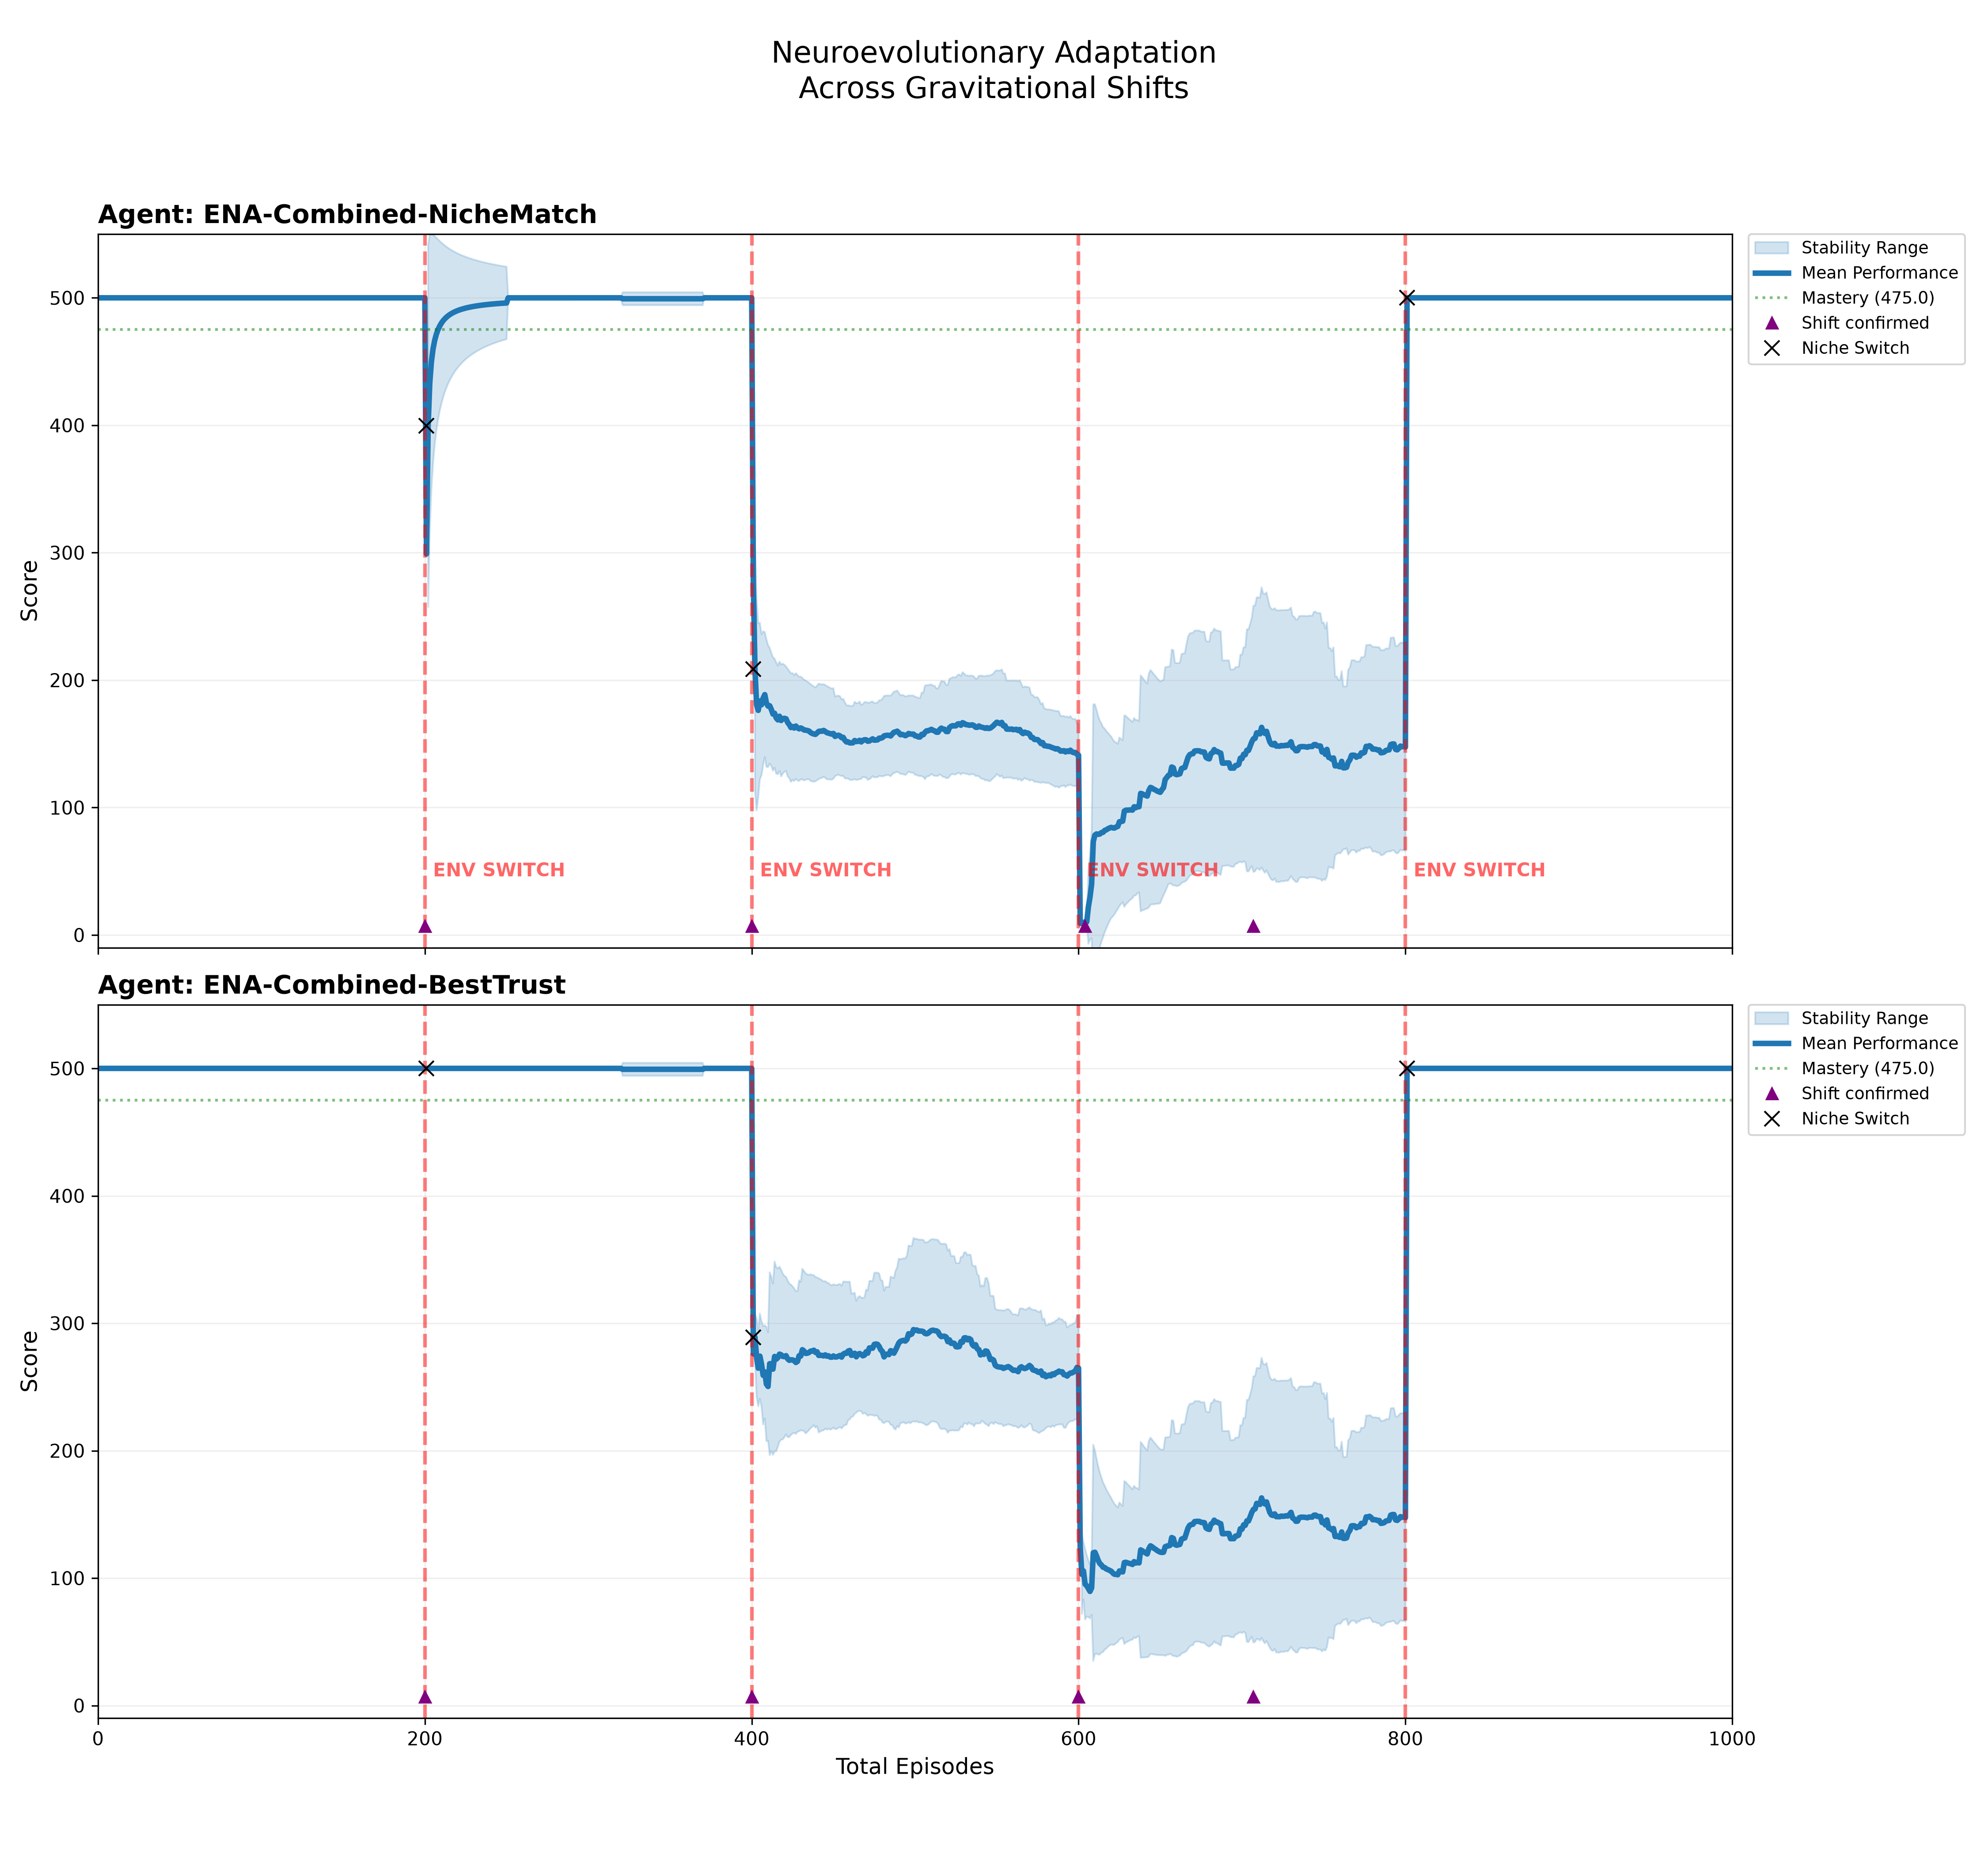 Neuroevolutionary Adaptation
Across Gravitational Shifts
Agent: ENA-Combined-NicheMatch
Score
500
400
300
200
100
0
ENV SWITCH
ENV SWITCH
ENV SWITCH
ENV SWITCH
Stability Range
Mean Performance
Mastery (475.0)
Shift confirmed
Niche Switch
Agent: ENA-Combined-BestTrust
Score
500
400
300
200
100
0
Stability Range
Mean Performance
Mastery (475.0)
Shift confirmed
Niche Switch
0 200 400 600 800 1000
Total Episodes